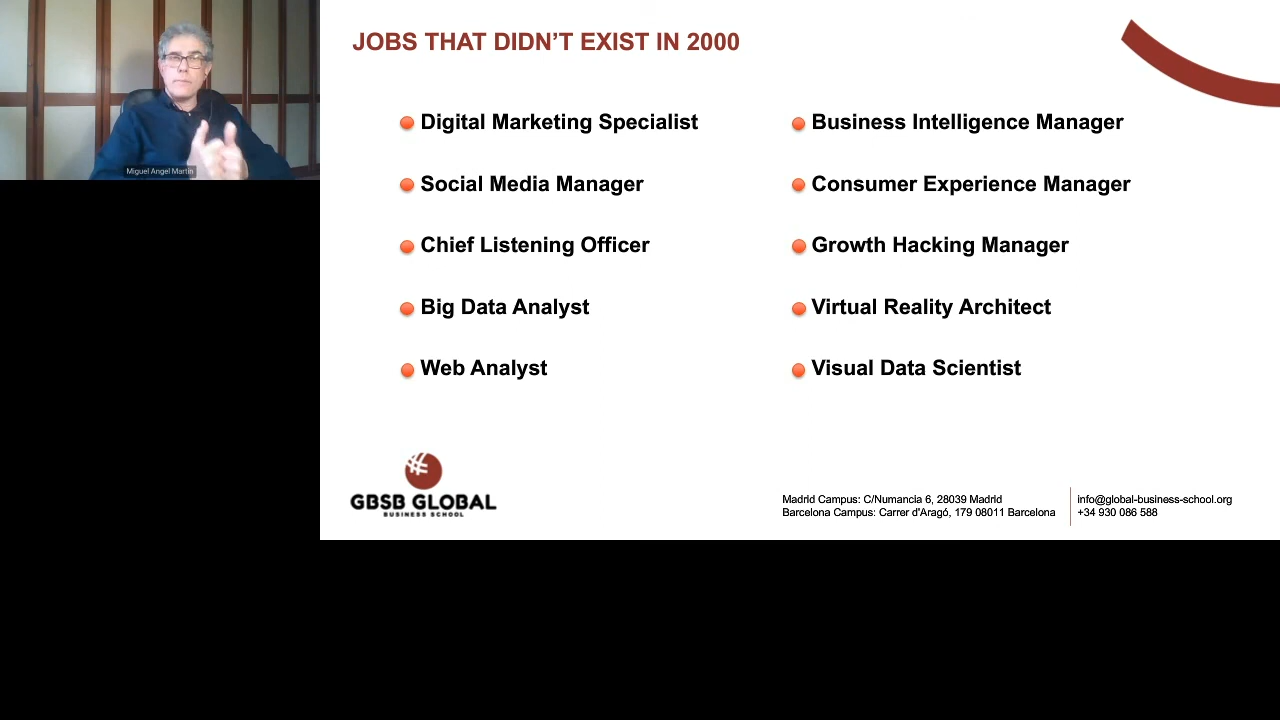 Miguel Angel Martín
JOBS THAT DIDN’T EXIST IN 2000
Digital Marketing Specialist
Social Media Manager
Chief Listening Officer
Big Data Analyst
Web Analyst
Business Intelligence Manager
Consumer Experience Manager
Growth Hacking Manager
Virtual Reality Architect
Visual Data Scientist
GBSB GLOBAL
BUSINESS SCHOOL
Madrid Campus: C/Numancia 6, 28039 Madrid
Barcelona Campus: Carrer d'Aragó, 179 08011 Barcelona
info@global-business-school.org
+34 930 086 588